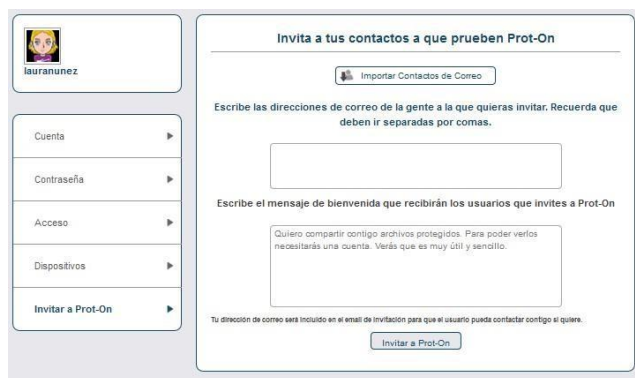 lauranunez
Cuenta
Contraseña
Acceso
Dispositivos
Invitar a Prot-On
Invita a tus contactos a que prueben Prot-On
Importar Contactos de Correo
Escribe las direcciones de correo de la gente a la que quieras invitar. Recuerda que
deben ir separadas por comas.
Escribe el mensaje de bienvenida que recibirán los usuarios que invites a Prot-On
Quiero compartir contigo archivos protegidos. Para poder verlos
necesitarás una cuenta. Verás que es muy útil y sencillo.
Tu dirección de correo será incluido en el email de invitación para que el usuario pueda contactar contigo si quiere.
Invitar a Prot-On